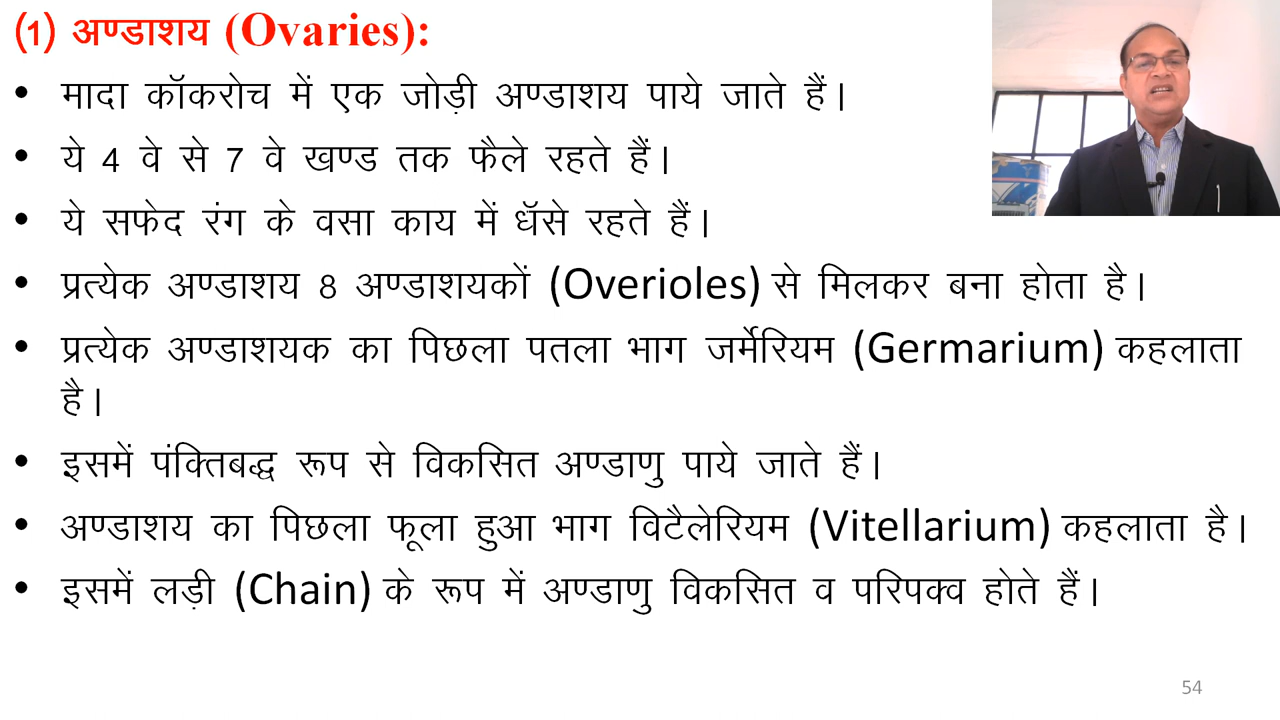 (1) अण्डाशय (Ovaries):
• मादा कॉकरोच में एक जोड़ी अण्डाशय पाये जाते हैं।
• ये 4 वे से 7 वे खण्ड तक फैले रहते हैं।
• ये सफेद रंग के वसा काय में धॅसे रहते हैं।
• प्रत्येक अण्डाशय 8 अण्डाशयकों (Overioles) से मिलकर बना होता है।
• प्रत्येक अण्डाशयक का पिछला पतला भाग जर्मेरियम (Germarium) कहलाता
है।
• इसमें पंक्तिबद्ध रूप से विकसित अण्डाणु पाये जाते हैं।
• अण्डाशय का पिछला फूला हुआ भाग विटैलेरियम (Vitellarium) कहलाता है।
• इसमें लड़ी (Chain) के रूप में अण्डाणु विकसित व परिपक्व होते हैं।
54